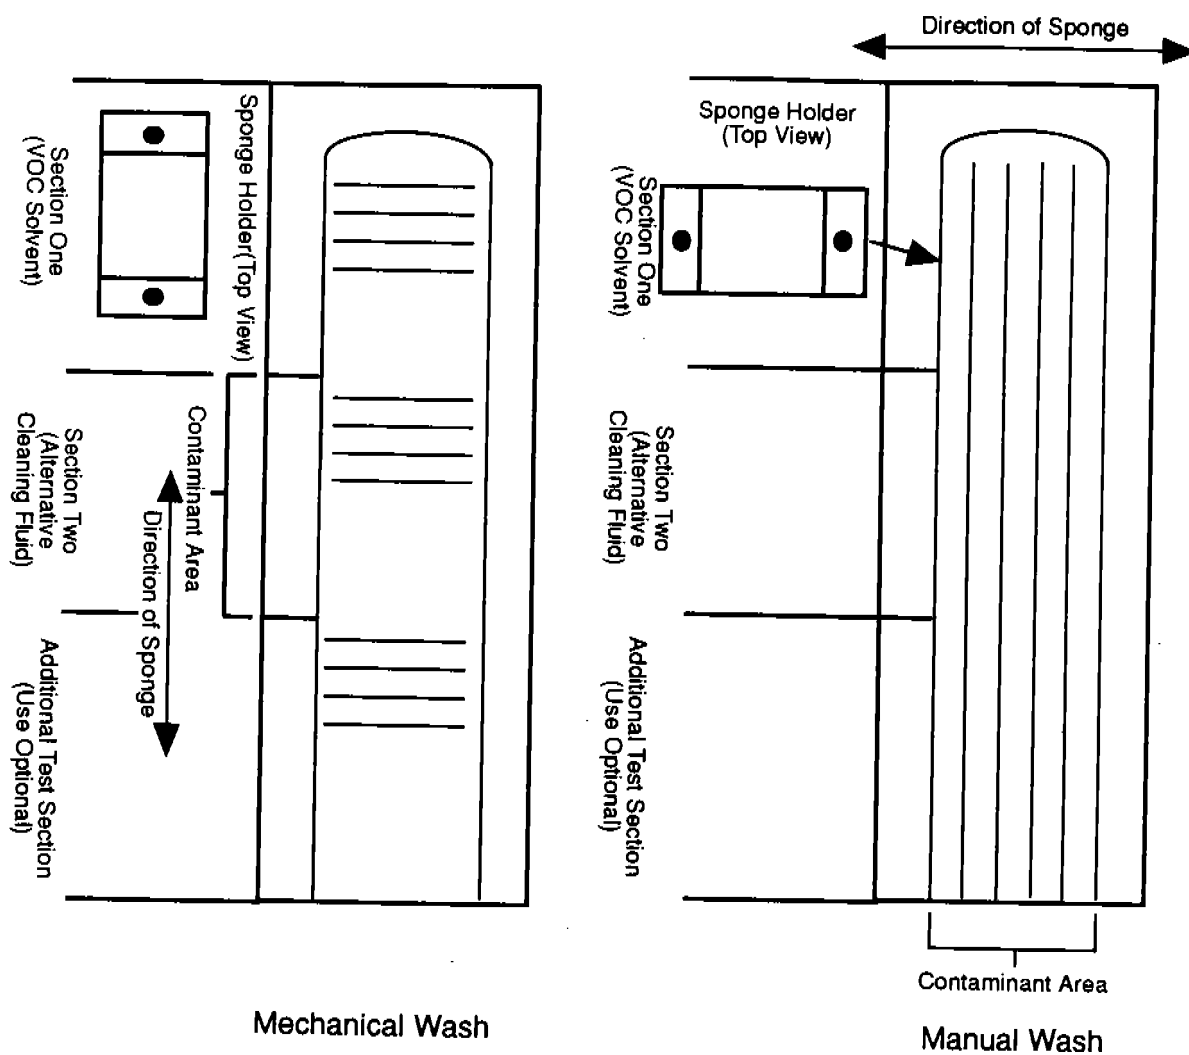 Direction of Sponge
Sponge Holder(Top View)
Section One
(VOC Solvent)
Contaminant Area
Section Two
(Alternative
Cleaning Fluid)
Direction of Sponge
Additional Test Section
(Use Optional)
Mechanical Wash
Sponge Holder
(Top View)
Section One
(VOC Solvent)
Section Two
(Alternative
Cleaning Fluid)
Additional Test Section
(Use Optional)
Contaminant Area
Manual Wash